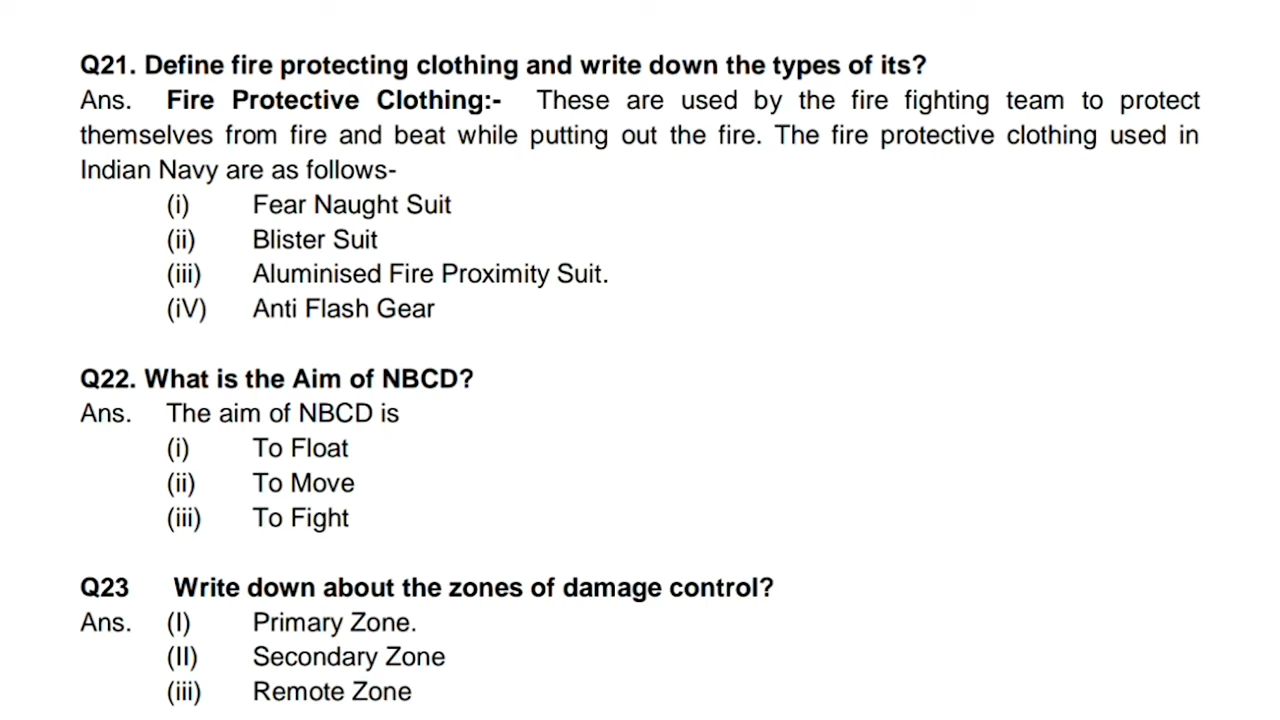 Q21. Define fire protecting clothing and write down the types of its?
Ans. Fire Protective Clothing:- These are used by the fire fighting team to protect
themselves from fire and beat while putting out the fire. The fire protective clothing used in
Indian Navy are as follows-
(i) Fear Naught Suit
(ii) Blister Suit
(iii) Aluminised Fire Proximity Suit.
(iV) Anti Flash Gear
Q22. What is the Aim of NBCD?
Ans. The aim of NBCD is
(i) To Float
(ii) To Move
(iii) To Fight
Q23 Write down about the zones of damage control?
Ans. (I) Primary Zone.
(II) Secondary Zone
(iii) Remote Zone